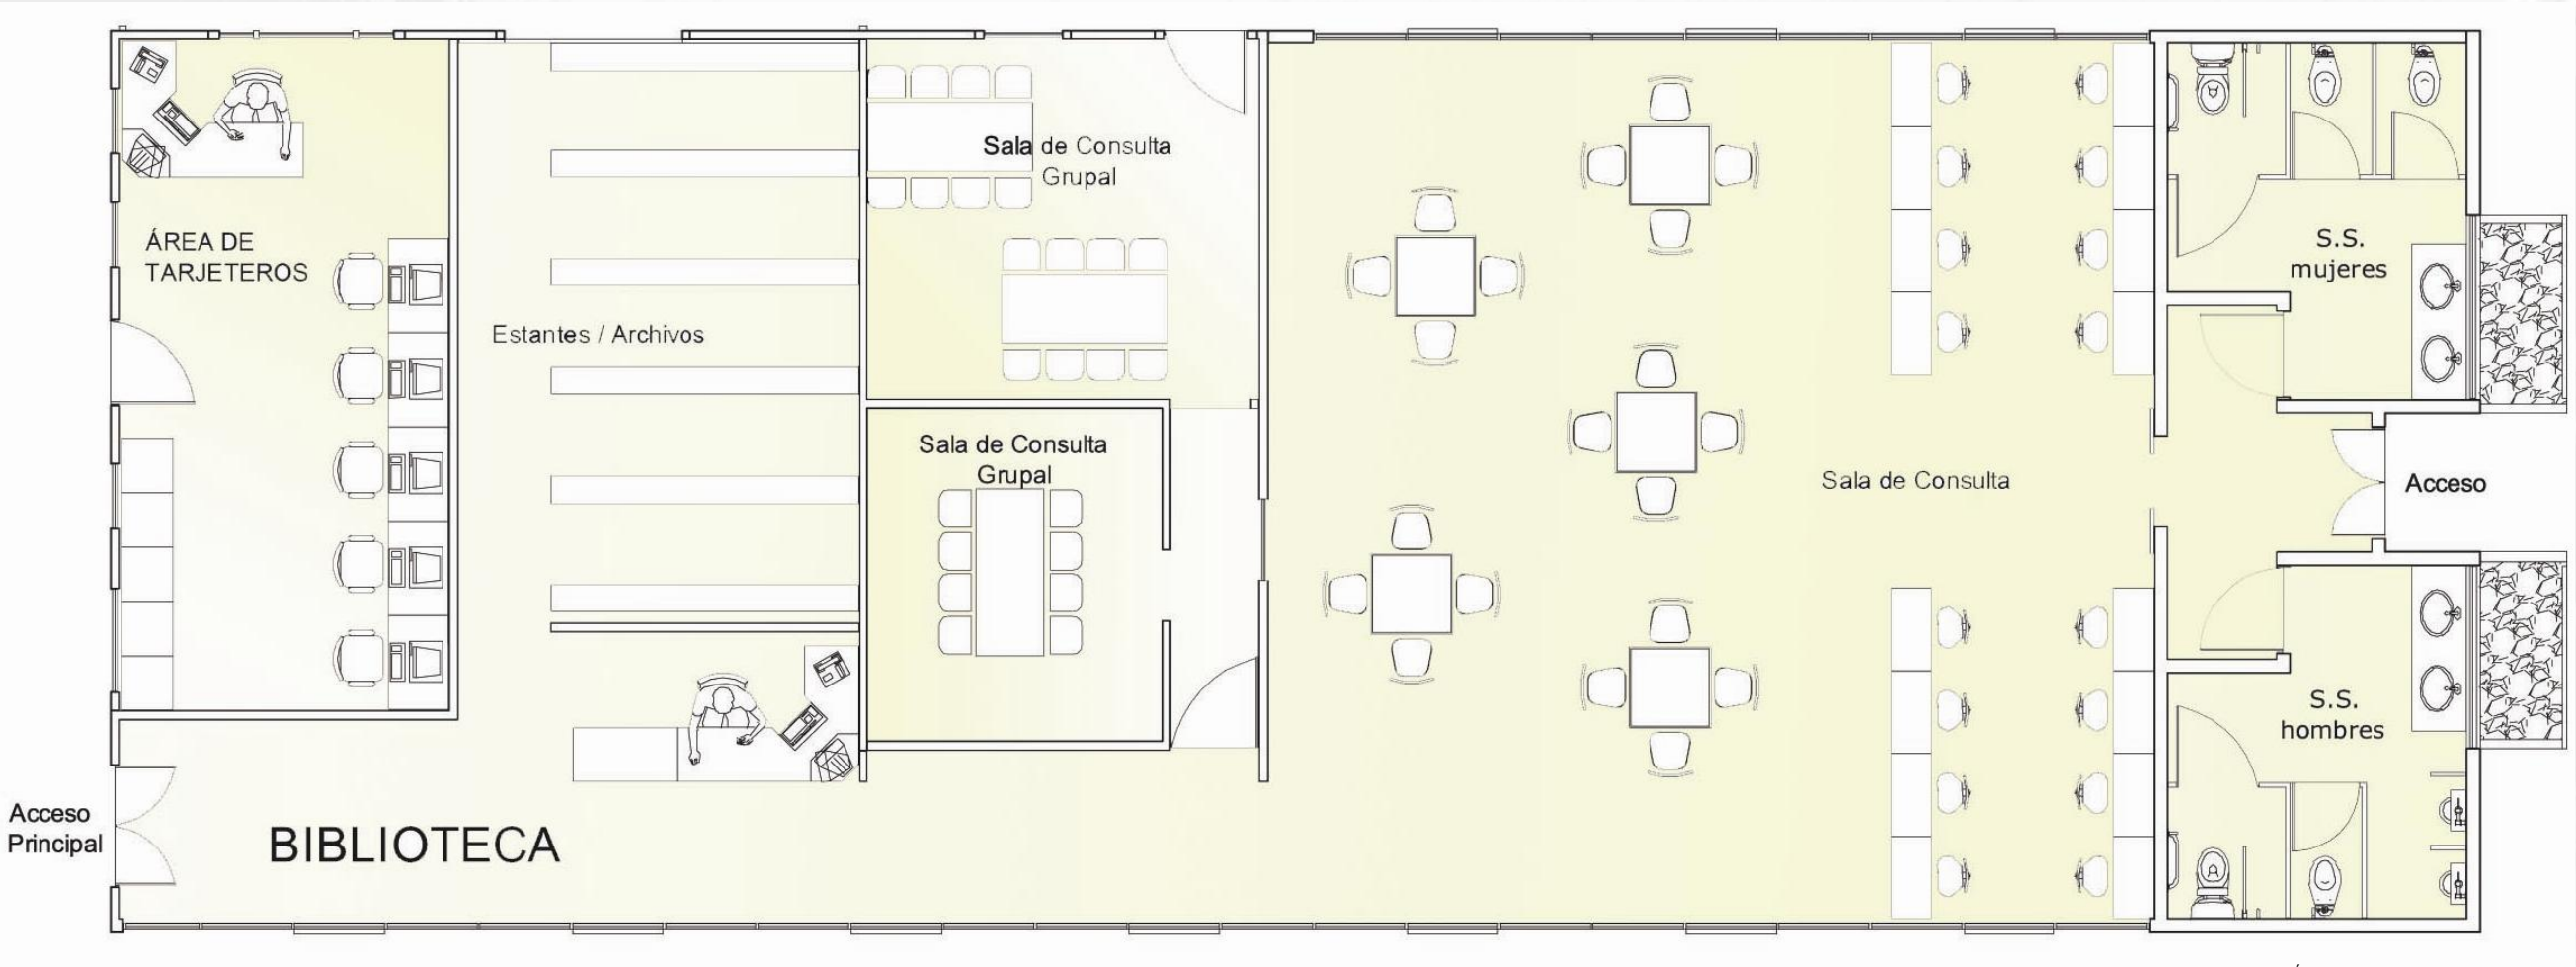 ÁREA DE
TARJETEROS
Estantes / Archivos
Sala de Consulta
Grupal
Sala de Consulta
Grupal
Sala de Consulta
S.S.
mujeres
Acceso
S.S.
hombres
Acceso
Principal
BIBLIOTECA